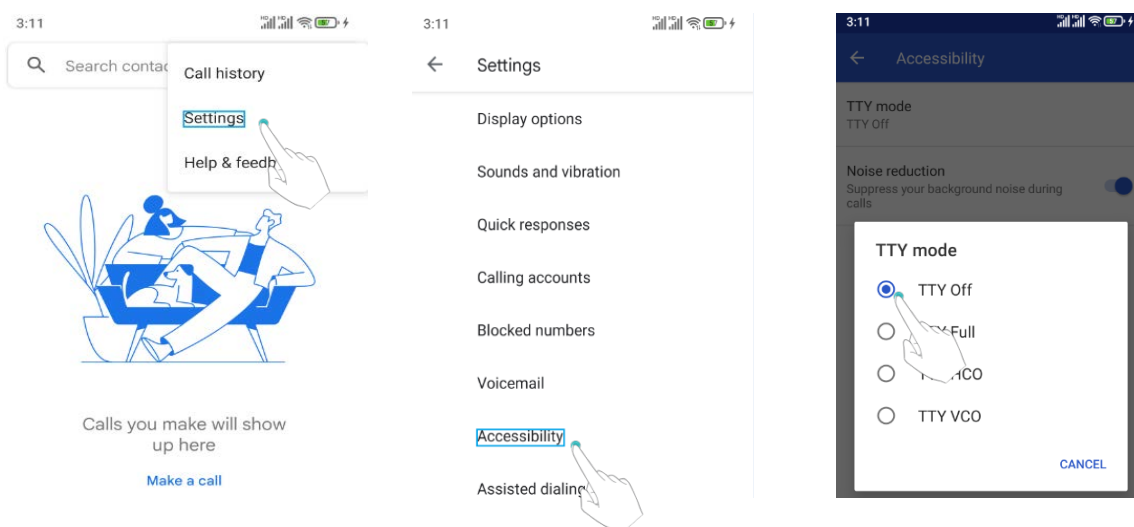 3:11
Search contac
Call history
Settings
Help & feedb
Calls you make will show
up here
Make a call
3:11
Settings
Display options
Sounds and vibration
Quick responses
Calling accounts
Blocked numbers
Voicemail
Accessibility
Assisted dialing
3:11
Accessibility
TTY mode
TTY Off
Noise reduction
Suppress your background noise during
calls
TTY mode
TTY Off
TTY Full
TTY HCO
TTY VCO
CANCEL